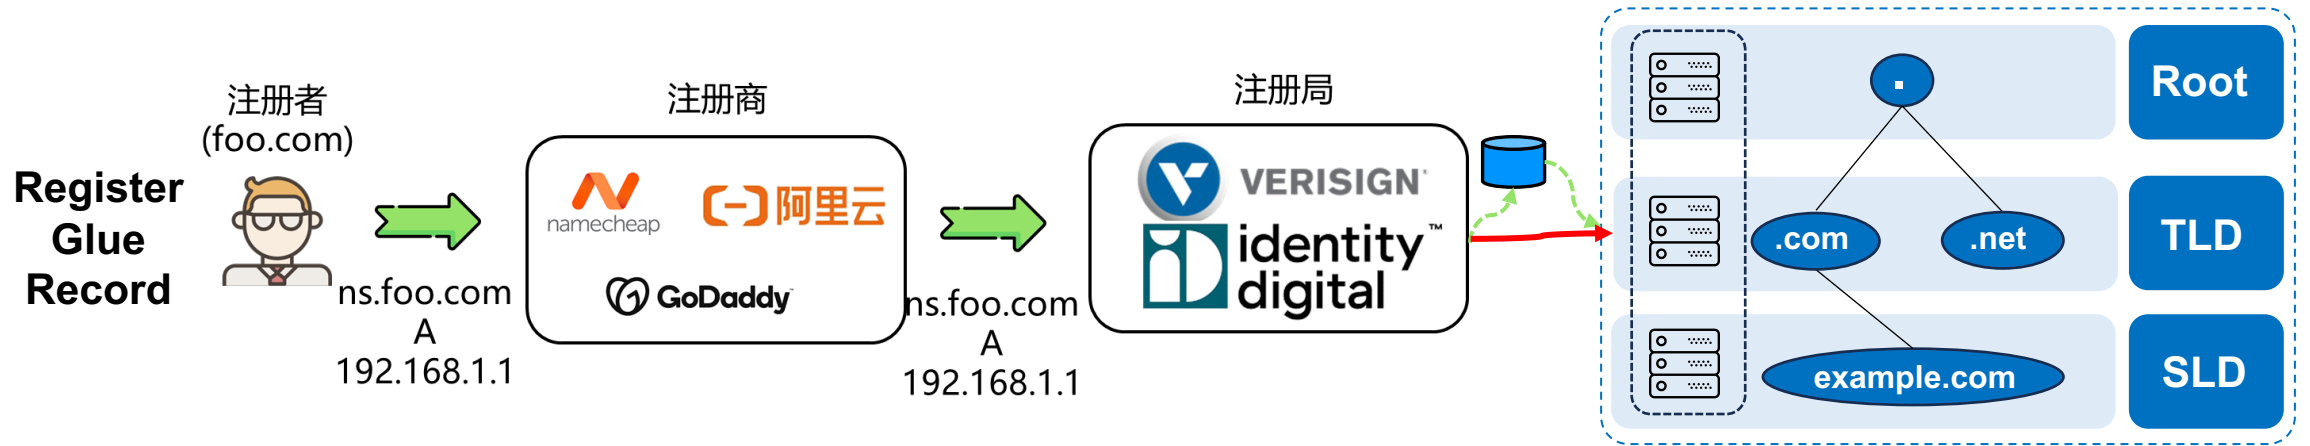 Register
Glue
Record
注册者
(foo.com)
ns.foo.com
A
192.168.1.1
注册商
namecheap
阿里云
GoDaddy
ns.foo.com
A
192.168.1.1
注册局
VERISIGN
identity™
digital
.
Root
.com
.net
TLD
example.com
SLD